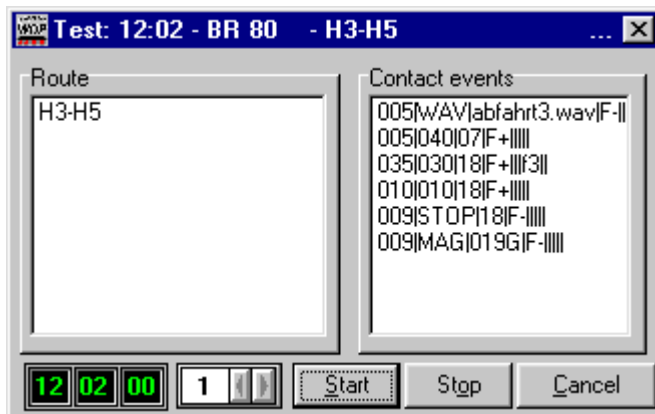 Test: 12:02 - BR 80 - H3-H5 ...
Route
H3-H5
Contact events
005|WAV|abfahrt3.wav|F-||
005|040|07|F+|||||
035|030|18|F+|||f3||
010|010|18|F+|||||
009|STOP|18|F-|||||
009|MAG|019G|F-|||||
12 02 00 1 Start Stop Cancel